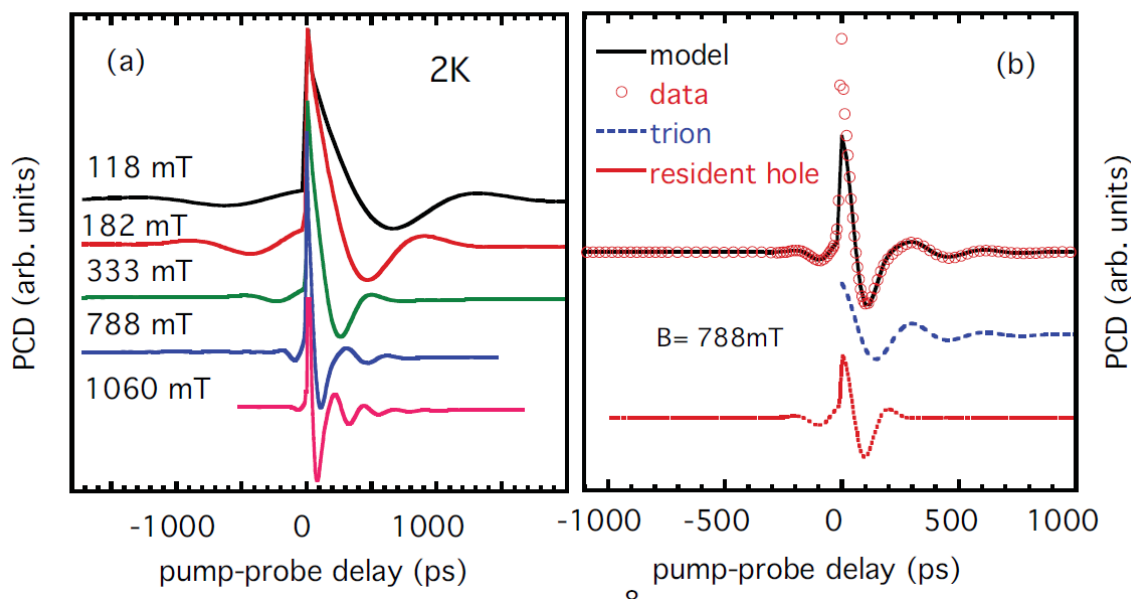 (a)
2K
118 mT
182 mT
333 mT
788 mT
1060 mT
PCD (arb. units)
-1000
0
1000
pump-probe delay (ps)
model
data
trion
resident hole
(b)
B= 788mT
PCD (arb. units)
-1000
-500
0
500
1000
pump-probe delay (ps)
8